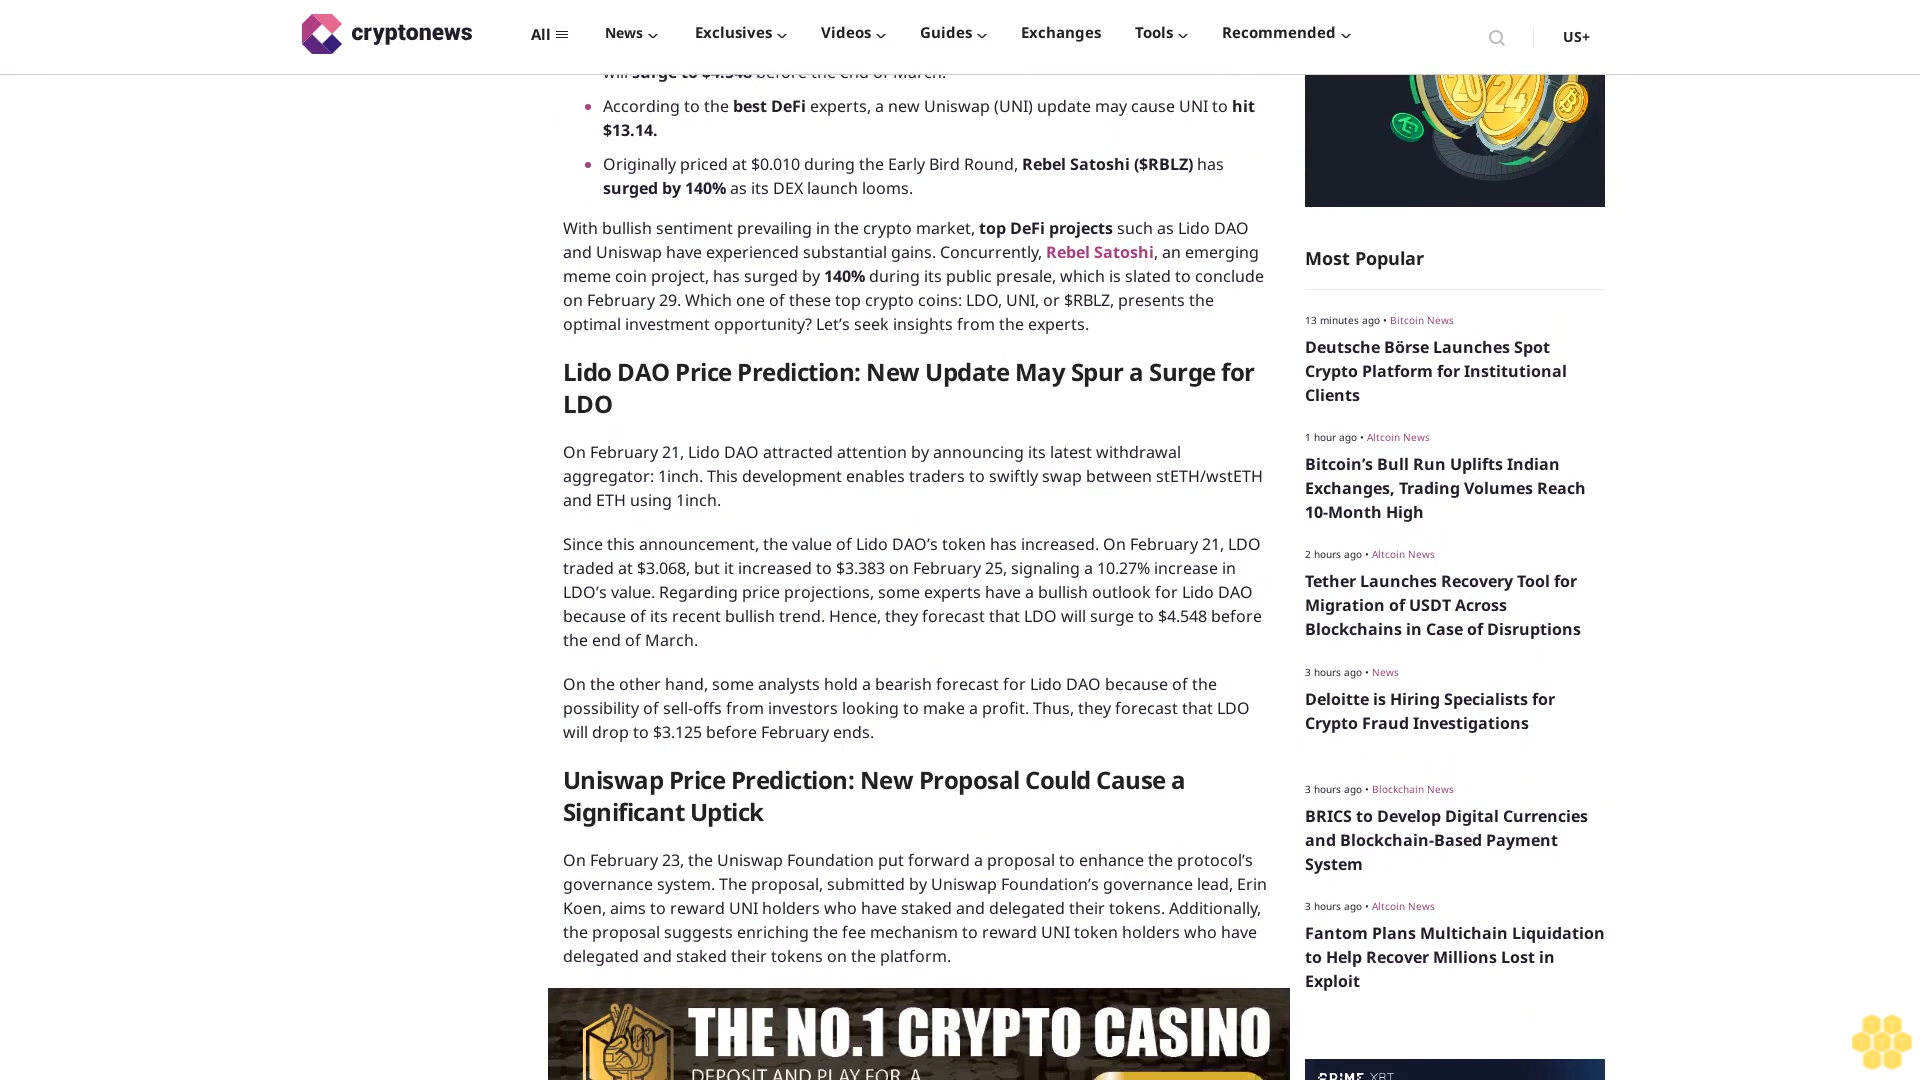 cryptonews
All
News
Exclusives
Videos
Guides
Exchanges
Tools
Recommended
US+
will surge to $4.548 before the end of March.
According to the best DeFi experts, a new Uniswap (UNI) update may cause UNI to hit
$13.14.
Originally priced at $0.010 during the Early Bird Round, Rebel Satoshi ($RBLZ) has
surged by 140% as its DEX launch looms.
With bullish sentiment prevailing in the crypto market, top DeFi projects such as Lido DAO
and Uniswap have experienced substantial gains. Concurrently, Rebel Satoshi, an emerging
meme coin project, has surged by 140% during its public presale, which is slated to conclude
on February 29. Which one of these top crypto coins: LDO, UNI, or $RBLZ, presents the
optimal investment opportunity? Let’s seek insights from the experts.
Lido DAO Price Prediction: New Update May Spur a Surge for
LDO
On February 21, Lido DAO attracted attention by announcing its latest withdrawal
aggregator: 1inch. This development enables traders to swiftly swap between stETH/wstETH
and ETH using 1inch.
Since this announcement, the value of Lido DAO’s token has increased. On February 21, LDO
traded at $3.068, but it increased to $3.383 on February 25, signaling a 10.27% increase in
LDO’s value. Regarding price projections, some experts have a bullish outlook for Lido DAO
because of its recent bullish trend. Hence, they forecast that LDO will surge to $4.548 before
the end of March.
On the other hand, some analysts hold a bearish forecast for Lido DAO because of the
possibility of sell-offs from investors looking to make a profit. Thus, they forecast that LDO
will drop to $3.125 before February ends.
Uniswap Price Prediction: New Proposal Could Cause a
Significant Uptick
On February 23, the Uniswap Foundation put forward a proposal to enhance the protocol’s
governance system. The proposal, submitted by Uniswap Foundation’s governance lead, Erin
Koen, aims to reward UNI holders who have staked and delegated their tokens. Additionally,
the proposal suggests enriching the fee mechanism to reward UNI token holders who have
delegated and staked their tokens on the platform.
THE NO.1 CRYPTO CASINO
DEPOSIT AND PLAY FOR A
20 24
Most Popular
13 minutes ago • Bitcoin News
Deutsche Börse Launches Spot
Crypto Platform for Institutional
Clients
1 hour ago • Altcoin News
Bitcoin’s Bull Run Uplifts Indian
Exchanges, Trading Volumes Reach
10-Month High
2 hours ago • Altcoin News
Tether Launches Recovery Tool for
Migration of USDT Across
Blockchains in Case of Disruptions
3 hours ago • News
Deloitte is Hiring Specialists for
Crypto Fraud Investigations
3 hours ago • Blockchain News
BRICS to Develop Digital Currencies
and Blockchain-Based Payment
System
3 hours ago • Altcoin News
Fantom Plans Multichain Liquidation
to Help Recover Millions Lost in
Exploit
PRIME XBT